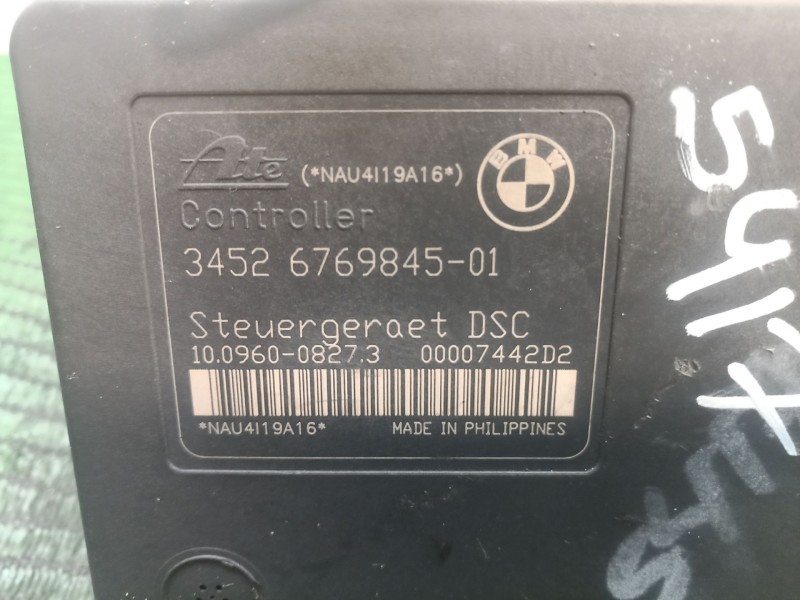 Ate (*NAU4I19A16*) BMW
Controller
3452 6769845-01
Steuergeraet DSC
10.0960-0827.3 00007442D2
*NAU4I19A16* MADE IN PHILIPPINES